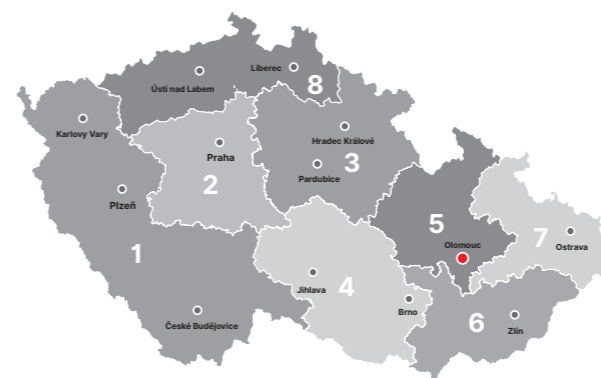 Liberec
8
Ústí nad Labem
Karlovy Vary
Hradec Králové
Praha
3
Pardubice
2
Plzeň
5
7
Olomouc
Ostrava
1
4
Jihlava
Brno
6
České Budějovice
Zlín